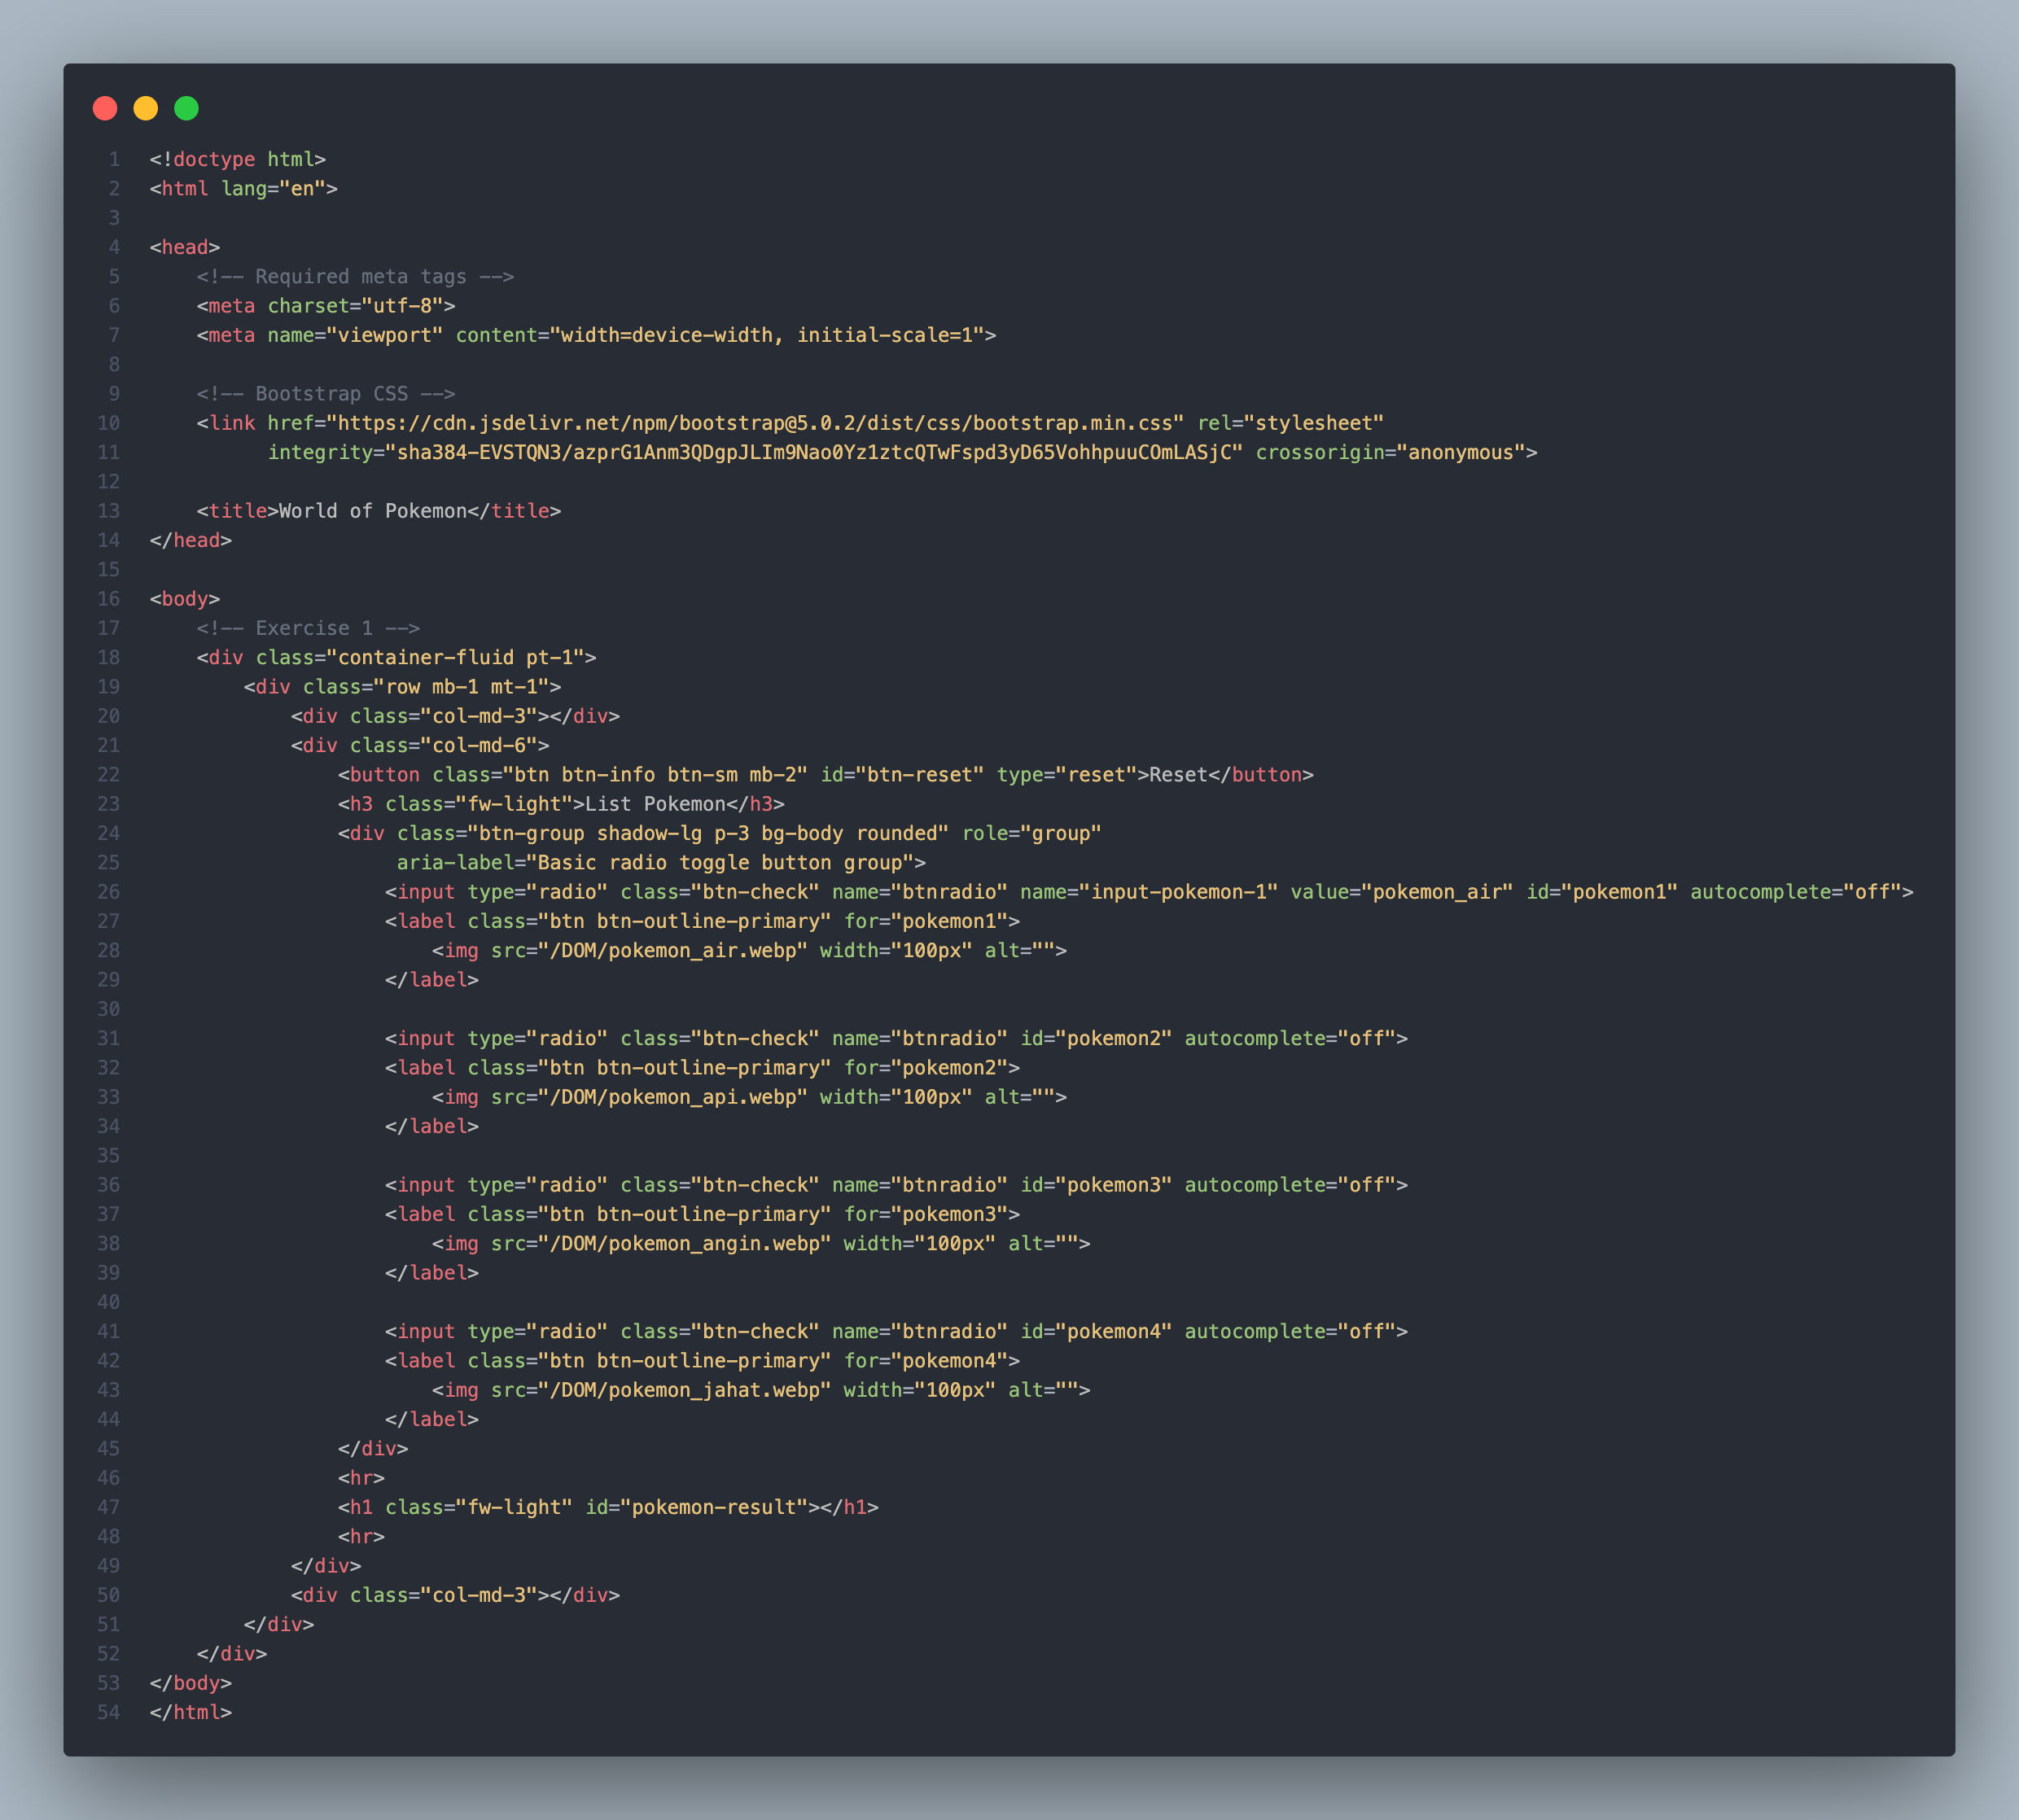 1 <!doctype html>
2 <html lang="en">
3
4 <head>
5     <!-- Required meta tags -->
6     <meta charset="utf-8">
7     <meta name="viewport" content="width=device-width, initial-scale=1">
8
9     <!-- Bootstrap CSS -->
10     <link href="https://cdn.jsdelivr.net/npm/bootstrap@5.0.2/dist/css/bootstrap.min.css" rel="stylesheet"
11           integrity="sha384-EVSTQN3/azprG1Anm3QDgpJLIm9Nao0Yz1ztcQTwFspd3yD65VohhpuuCOmLASjC" crossorigin="anonymous">
12
13     <title>World of Pokemon</title>
14 </head>
15
16 <body>
17     <!-- Exercise 1 -->
18     <div class="container-fluid pt-1">
19         <div class="row mb-1 mt-1">
20             <div class="col-md-3"></div>
21             <div class="col-md-6">
22                 <button class="btn btn-info btn-sm mb-2" id="btn-reset" type="reset">Reset</button>
23                 <h3 class="fw-light">List Pokemon</h3>
24                 <div class="btn-group shadow-lg p-3 bg-body rounded" role="group"
25                      aria-label="Basic radio toggle button group">
26                     <input type="radio" class="btn-check" name="btnradio" name="input-pokemon-1" value="pokemon_air" id="pokemon1" autocomplete="off">
27                     <label class="btn btn-outline-primary" for="pokemon1">
28                         <img src="/DOM/pokemon_air.webp" width="100px" alt="">
29                     </label>
30
31                     <input type="radio" class="btn-check" name="btnradio" id="pokemon2" autocomplete="off">
32                     <label class="btn btn-outline-primary" for="pokemon2">
33                         <img src="/DOM/pokemon_api.webp" width="100px" alt="">
34                     </label>
35
36                     <input type="radio" class="btn-check" name="btnradio" id="pokemon3" autocomplete="off">
37                     <label class="btn btn-outline-primary" for="pokemon3">
38                         <img src="/DOM/pokemon_angin.webp" width="100px" alt="">
39                     </label>
40
41                     <input type="radio" class="btn-check" name="btnradio" id="pokemon4" autocomplete="off">
42                     <label class="btn btn-outline-primary" for="pokemon4">
43                         <img src="/DOM/pokemon_jahat.webp" width="100px" alt="">
44                     </label>
45                 </div>
46                 <hr>
47                 <h1 class="fw-light" id="pokemon-result"></h1>
48                 <hr>
49             </div>
50             <div class="col-md-3"></div>
51         </div>
52     </div>
53 </body>
54 </html>